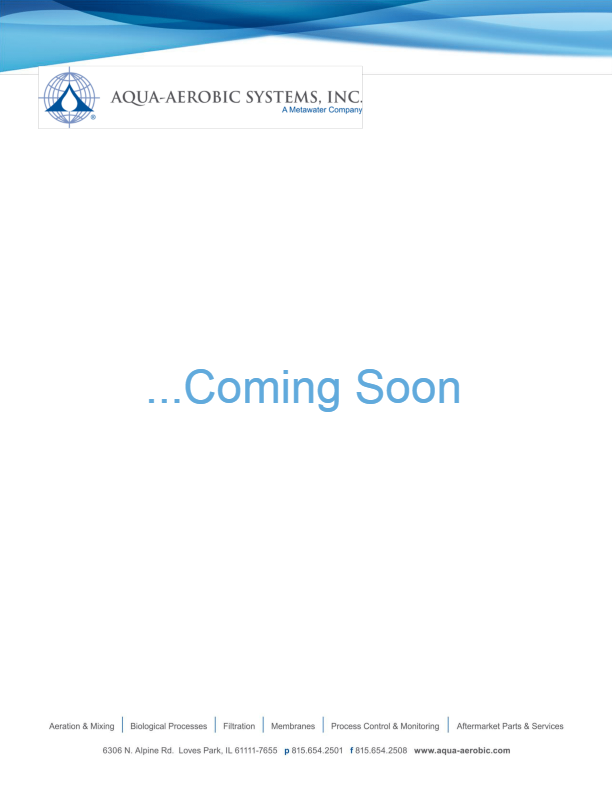 AQUA-AEROBIC SYSTEMS, INC.
A Metawater Company
®
...Coming Soon
Aeration & Mixing | Biological Processes | Filtration | Membranes | Process Control & Monitoring | Aftermarket Parts & Services
6306 N. Alpine Rd. Loves Park, IL 61111-7655 p 815.654.2501 f 815.654.2508 www.aqua-aerobic.com